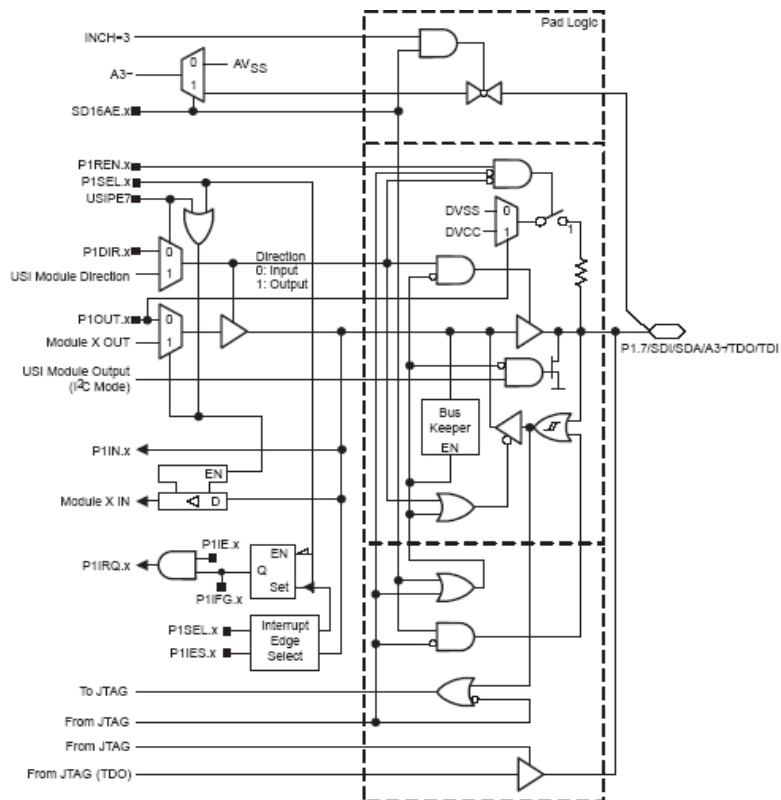 Pad Logic
INCH=3
0
AVSS
A3−
1
SD16AE.x
P1REN.x
P1SEL.x
USIPE7
DVSS
0
DVCC
1
1
P1DIR.x
0
Direction
0: Input
1: Output
USI Module Direction
1
P1OUT.x
0
Module X OUT
1
P1.7/SDI/SDA/A3−/TDO/TDI
USI Module Output
(I2C Mode)
Bus
Keeper
EN
P1IN.x
EN
Module X IN
D
P1IE.x
P1IRQ.x
EN
Q
Set
P1IFG.x
P1SEL.x
P1IES.x
Interrupt
Edge
Select
To JTAG
From JTAG
From JTAG
From JTAG (TDO)